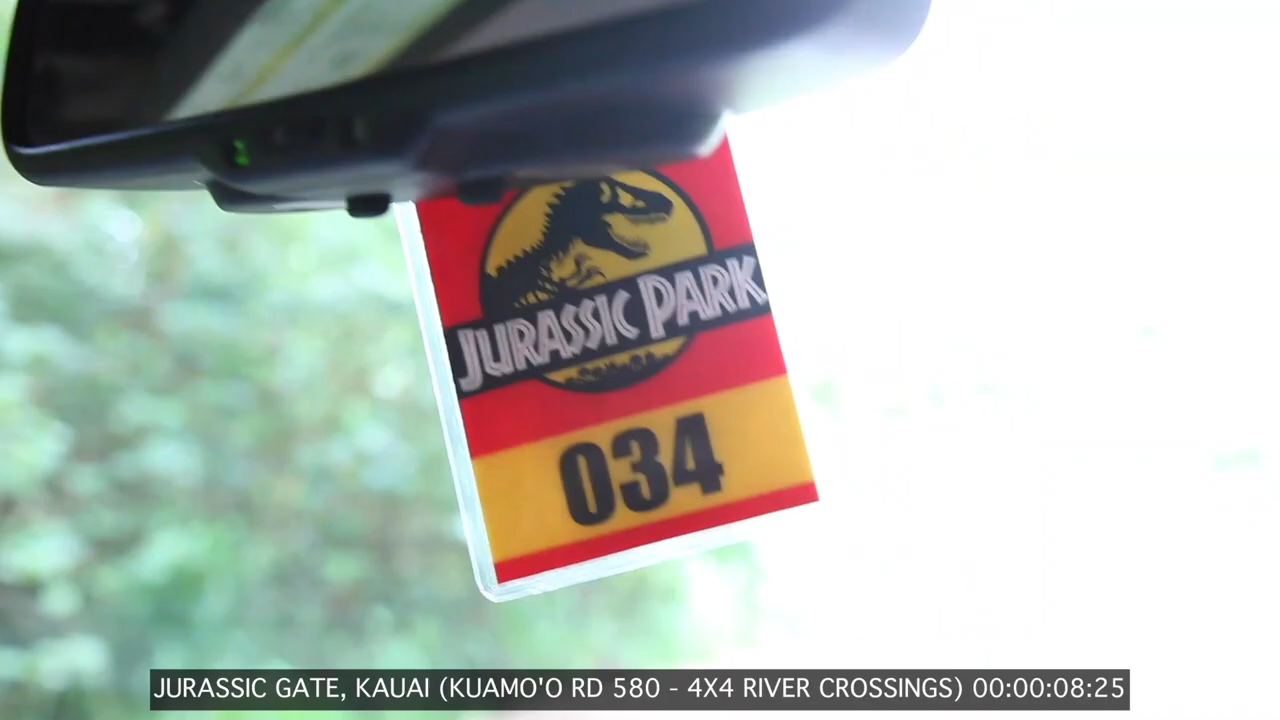 JURASSIC PARK
034
JURASSIC GATE, KAUAI (KUAMO'O RD 580 - 4X4 RIVER CROSSINGS) 00:00:08:25